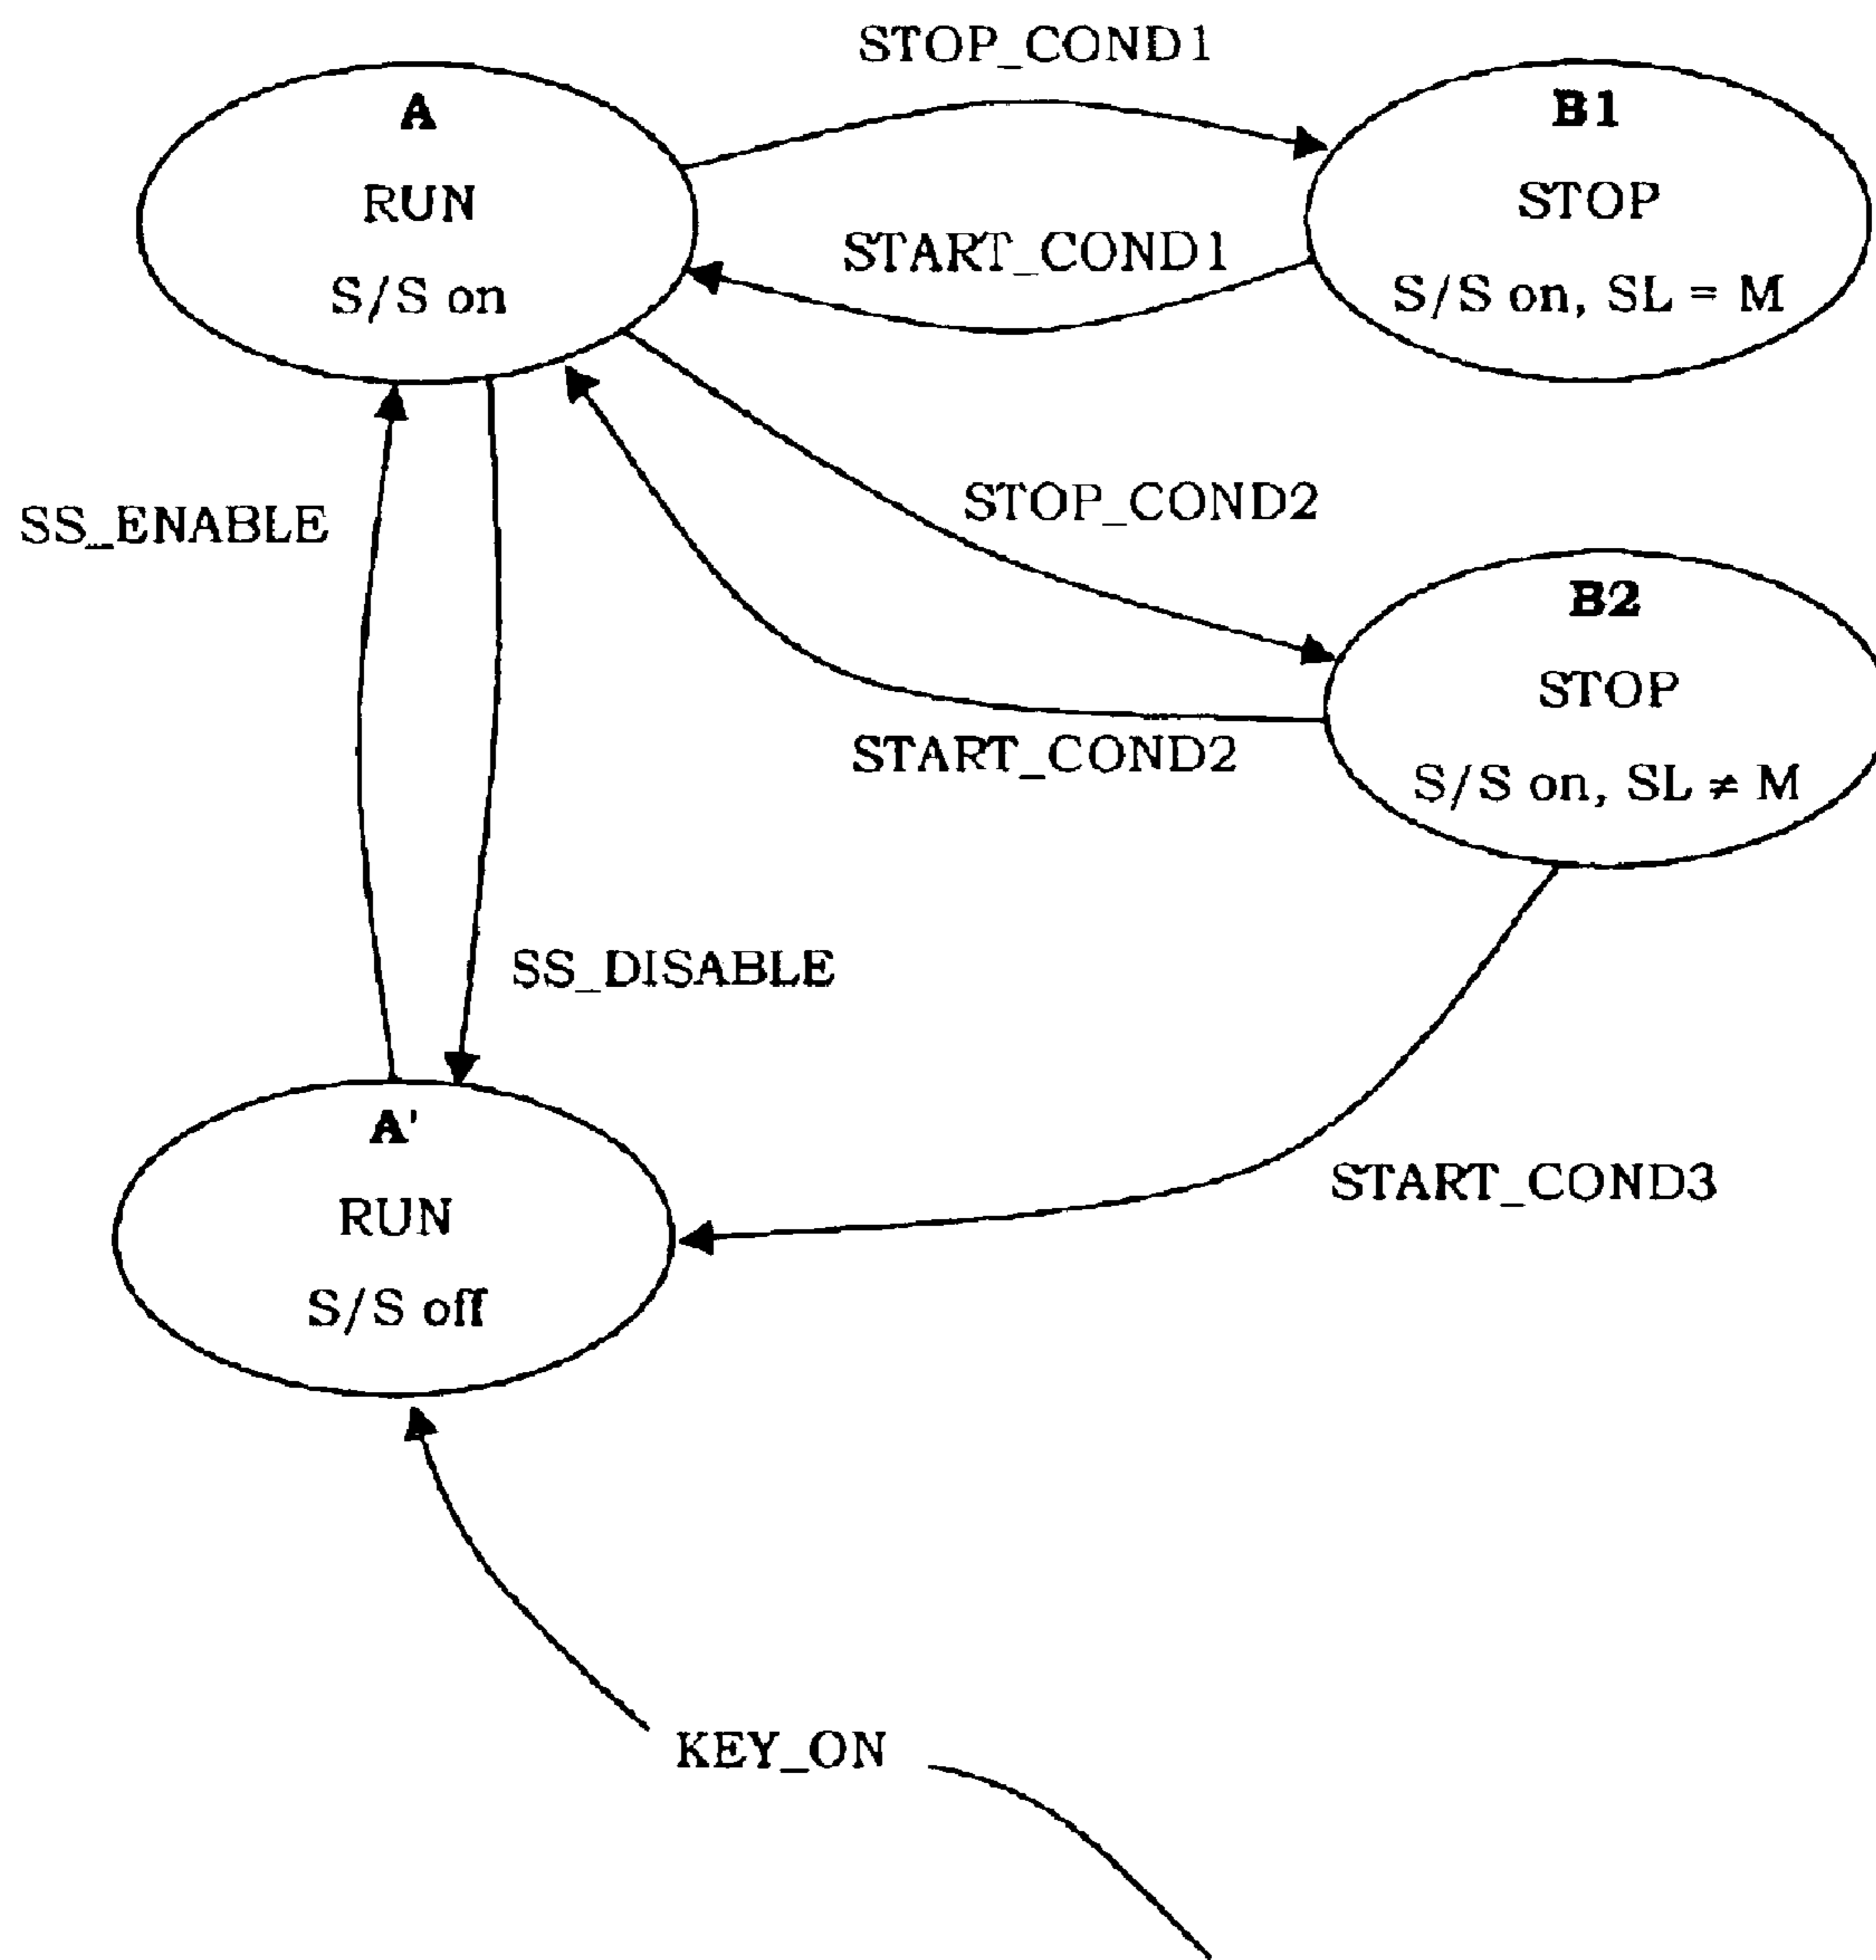 STOP_COND1
A
RUN
S/S on
B1
STOP
S/S on, SL = M
START_COND1
STOP_COND2
SS_ENABLE
B2
STOP
S/S on, SL ≠ M
START_COND2
SS_DISABLE
A'
RUN
S/S off
START_COND3
KEY_ON